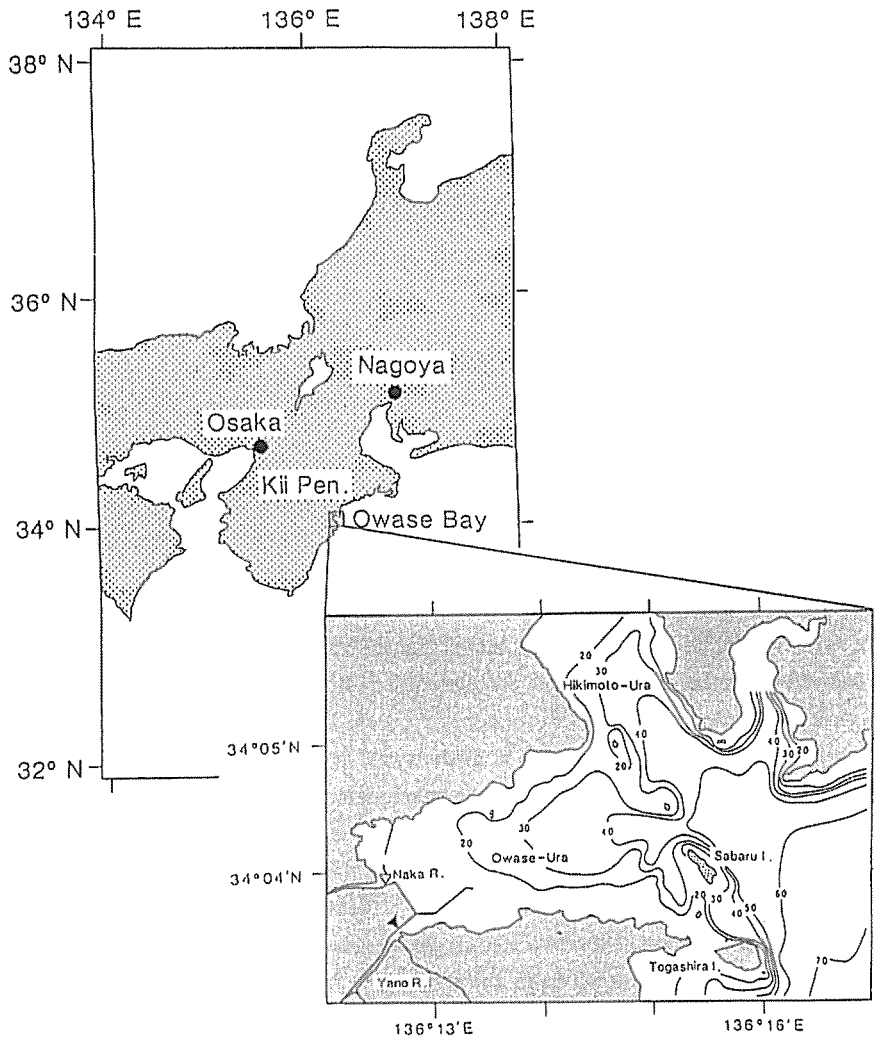 134° E 136° E 138° E
38° N
36° N
Nagoya
Osaka
Kii Pen.
34° N
Owase Bay
32° N
20
30
Hikimoto-Ura
34°05'N
40
20
40
30
20
30
40
20
Owase-Ura
Sabaru I.
34°04'N
Naka R.
60
20
30
50
40
Togashira I.
70
Yano R.
136°13'E 136°16'E